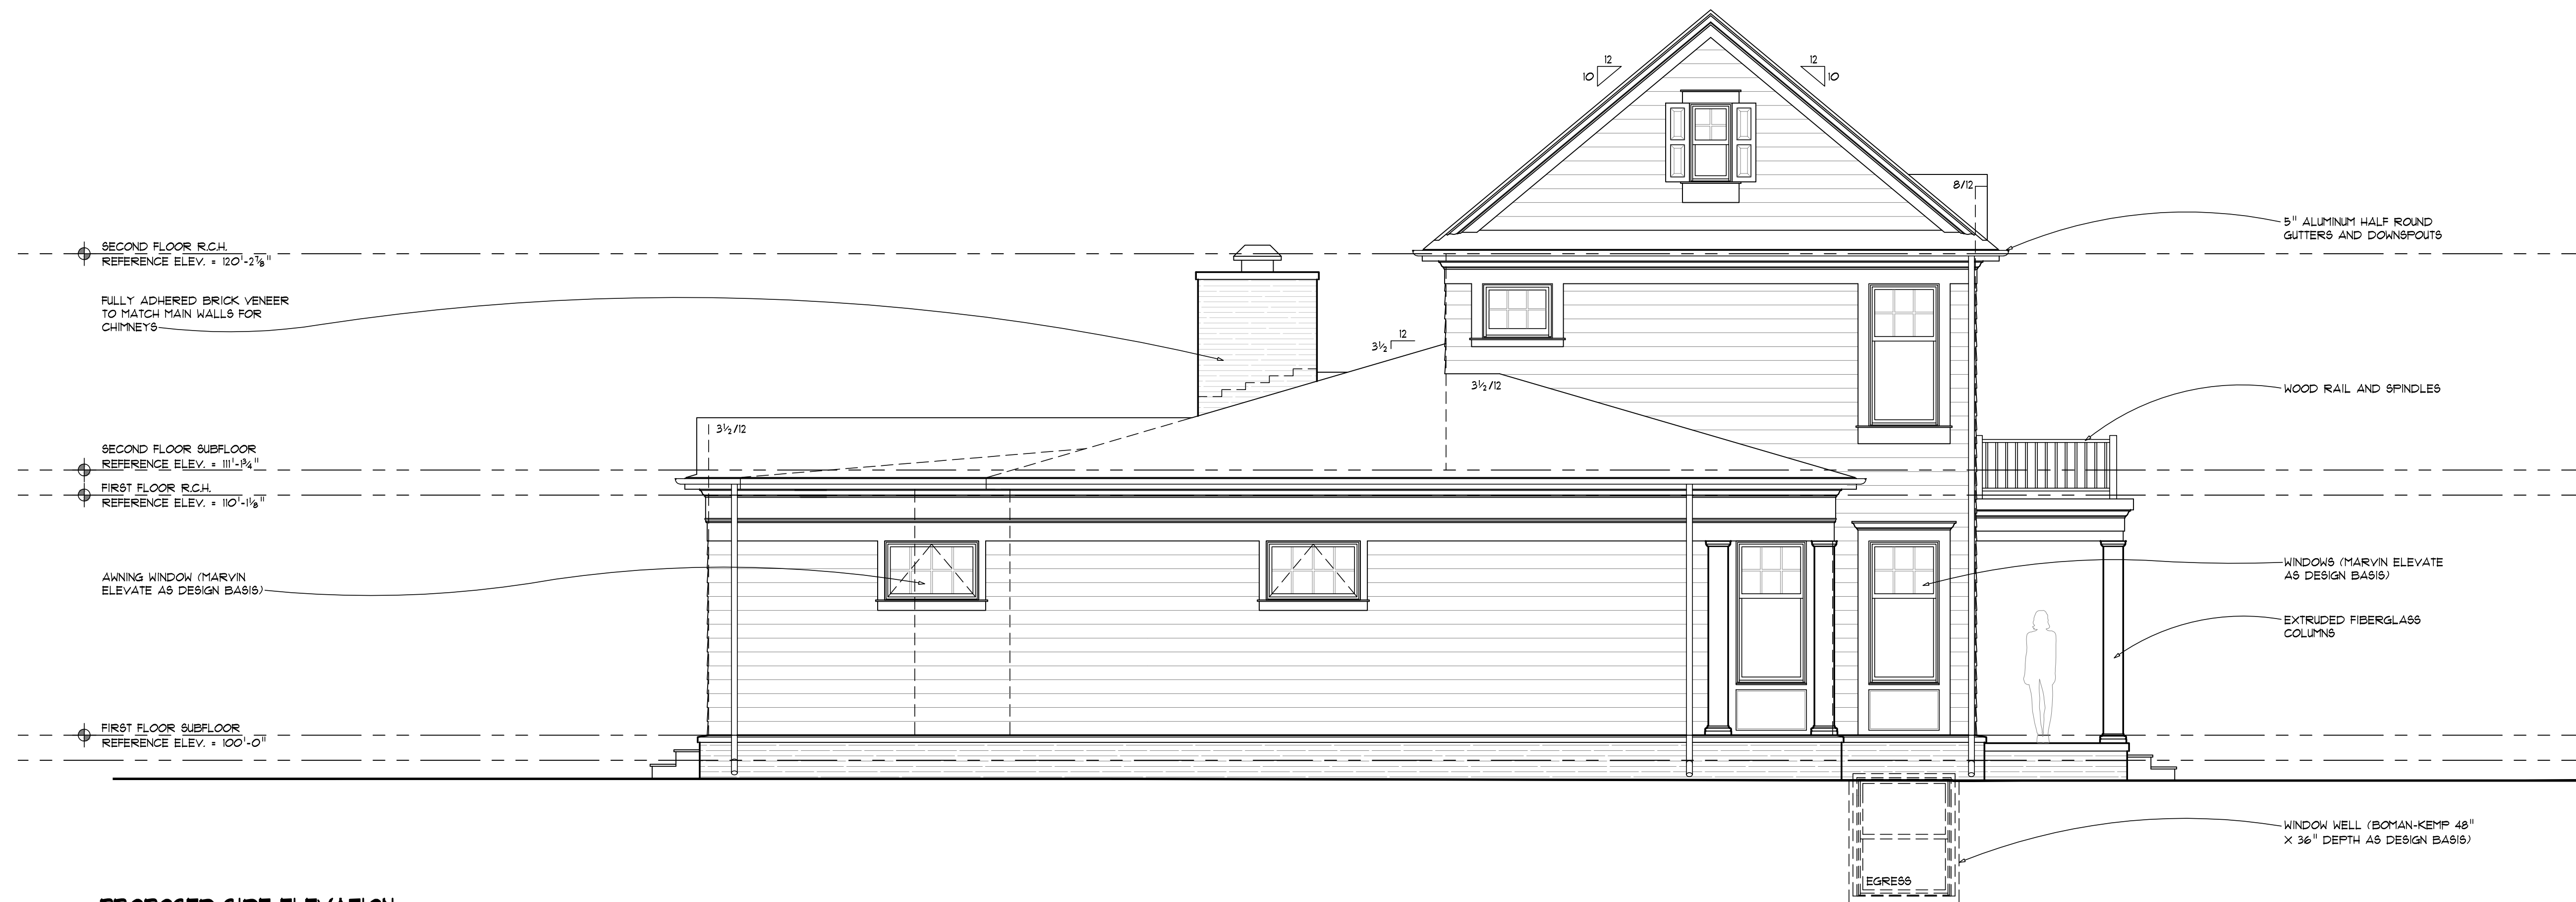 12
10
12
10
8/12
5" ALUMINUM HALF ROUND
GUTTERS AND DOWNSPOUTS
SECOND FLOOR R.C.H.
REFERENCE ELEV. = 120'-2⅞"
FULLY ADHERED BRICK VENEER
TO MATCH MAIN WALLS FOR
CHIMNEYS
12
3½
3½/12
WOOD RAIL AND SPINDLES
3½/12
SECOND FLOOR SUBFLOOR
REFERENCE ELEV. = 111'-1¾"
FIRST FLOOR R.C.H.
REFERENCE ELEV. = 110'-1⅛"
AWNING WINDOW (MARVIN
ELEVATE AS DESIGN BASIS)
WINDOWS (MARVIN ELEVATE
AS DESIGN BASIS)
EXTRUDED FIBERGLASS
COLUMNS
FIRST FLOOR SUBFLOOR
REFERENCE ELEV. = 100'-0"
WINDOW WELL (BOMAN-KEMP 48"
X 36" DEPTH AS DESIGN BASIS)
EGRESS
PROPOSED SIDE ELEVATION